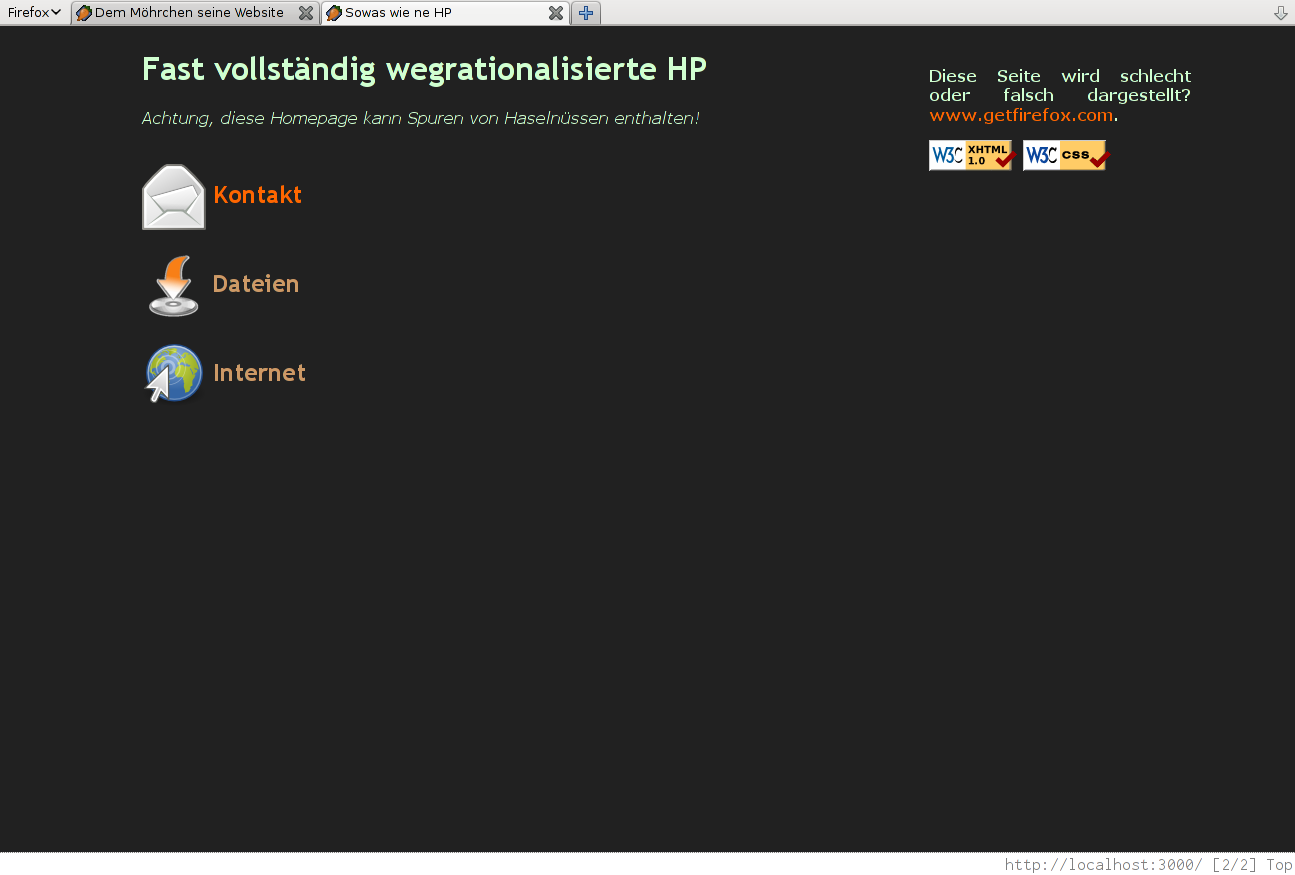 Firefox
Dem Möhrchen seine Website
Sowas wie ne HP
Fast vollständig wegrationalisierte HP
Achtung, diese Homepage kann Spuren von Haselnüssen enthalten!
Kontakt
Dateien
Internet
Diese Seite wird schlecht
oder falsch dargestellt?
www.getfirefox.com.
W3C XHTML 1.0
W3C css
http://localhost:3000/ [2/2] Top